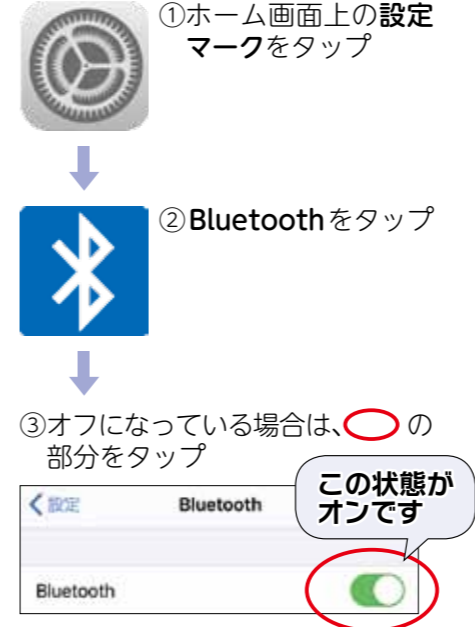 ①ホーム画面上の設定
マークをタップ
②Bluetoothをタップ
③オフになっている場合は、 の
部分をタップ
この状態が
オンです
設定 Bluetooth
Bluetooth